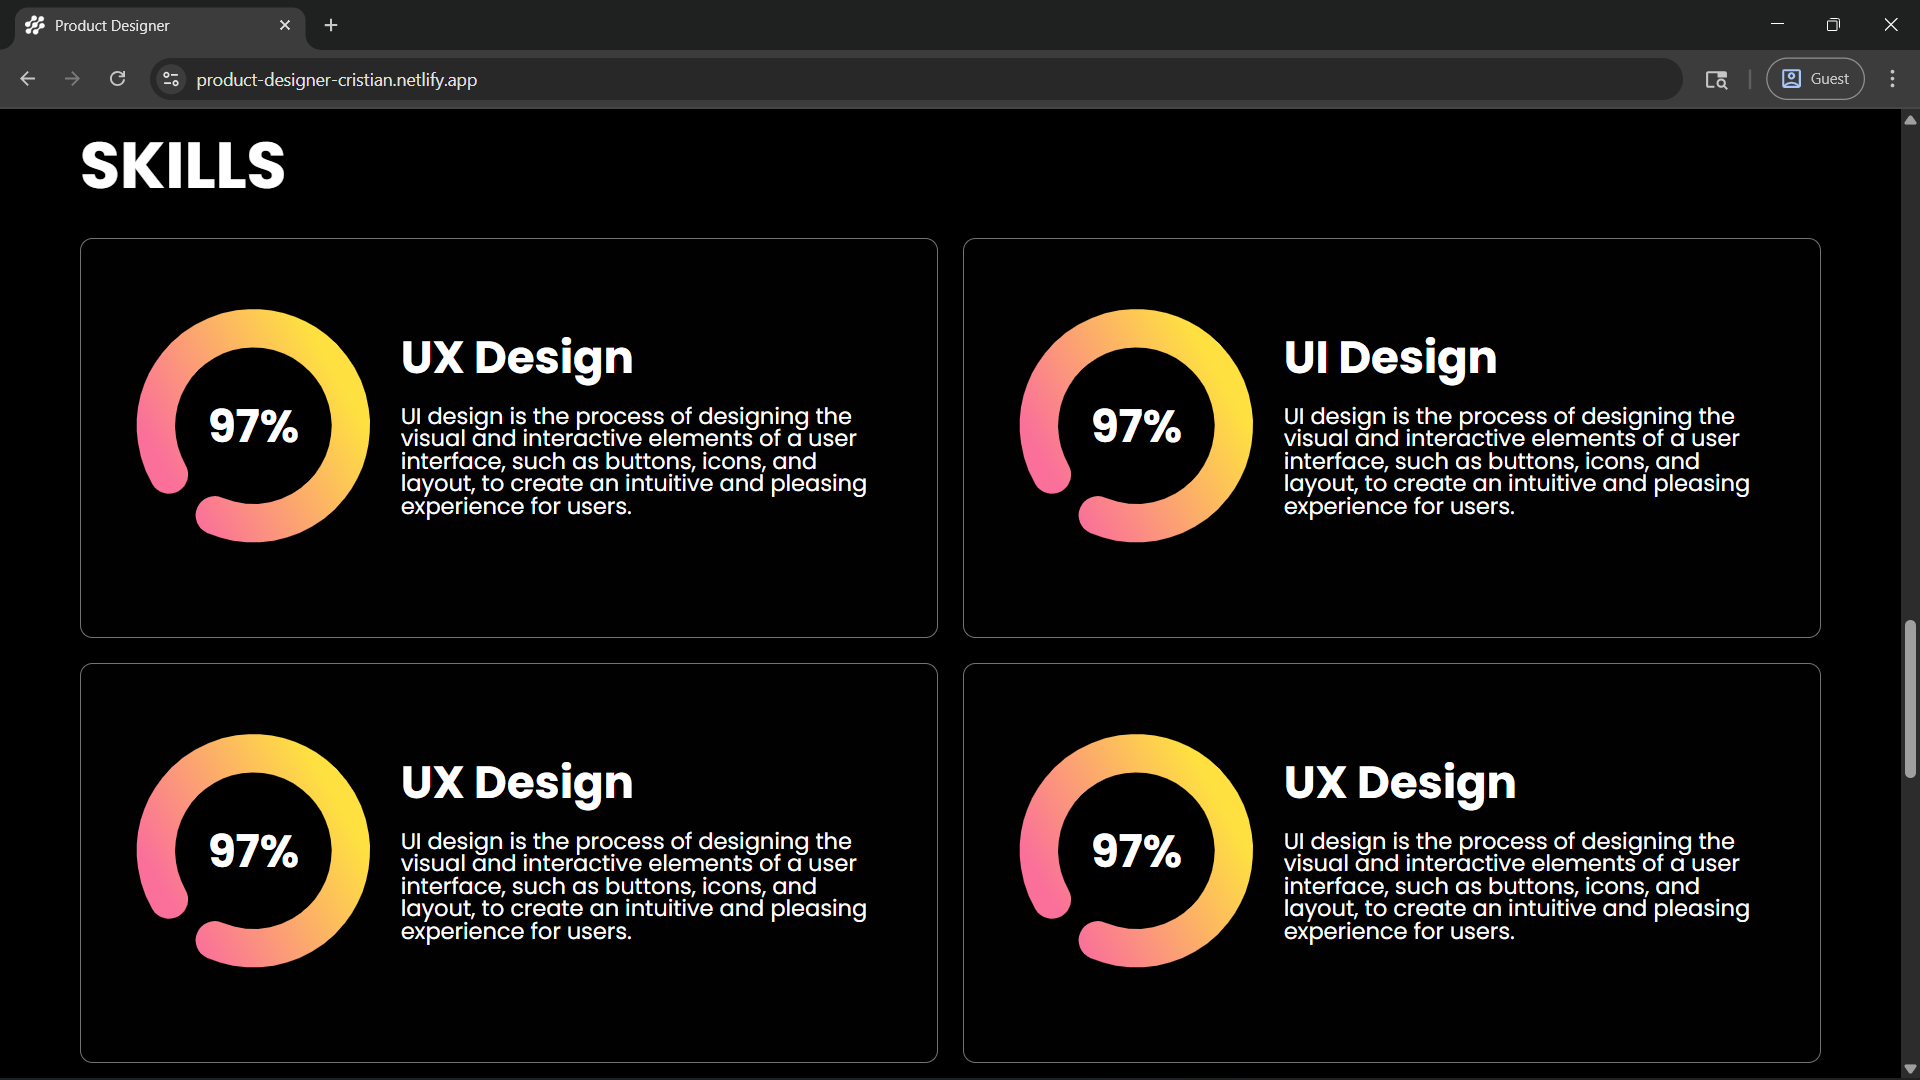 Product Designer
product-designer-cristian.netlify.app
Guest
SKILLS
97%
UX Design
UI design is the process of designing the
visual and interactive elements of a user
interface, such as buttons, icons, and
layout, to create an intuitive and pleasing
experience for users.
97%
UI Design
UI design is the process of designing the
visual and interactive elements of a user
interface, such as buttons, icons, and
layout, to create an intuitive and pleasing
experience for users.
97%
UX Design
UI design is the process of designing the
visual and interactive elements of a user
interface, such as buttons, icons, and
layout, to create an intuitive and pleasing
experience for users.
97%
UX Design
UI design is the process of designing the
visual and interactive elements of a user
interface, such as buttons, icons, and
layout, to create an intuitive and pleasing
experience for users.